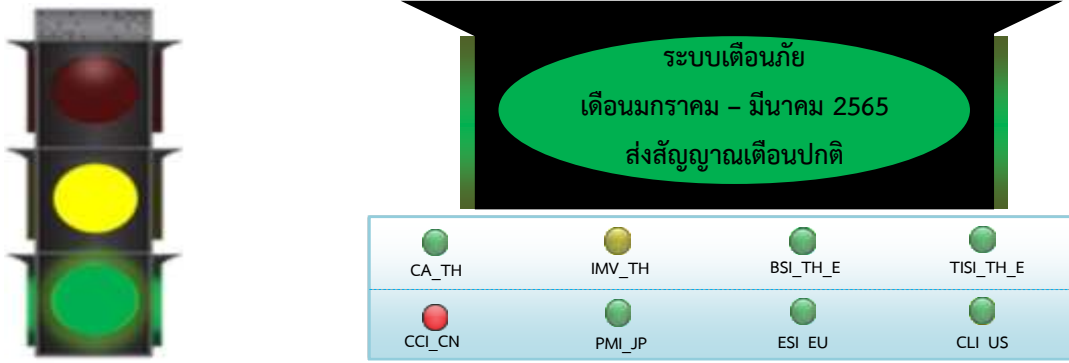 ระบบเตือนภัย
เดือนมกราคม – มีนาคม 2565
ส่งสัญญาณเตือนปกติ
CA_TH IMV_TH BSI_TH_E TISI_TH_E
CCI_CN PMI_JP ESI_EU CLI_US